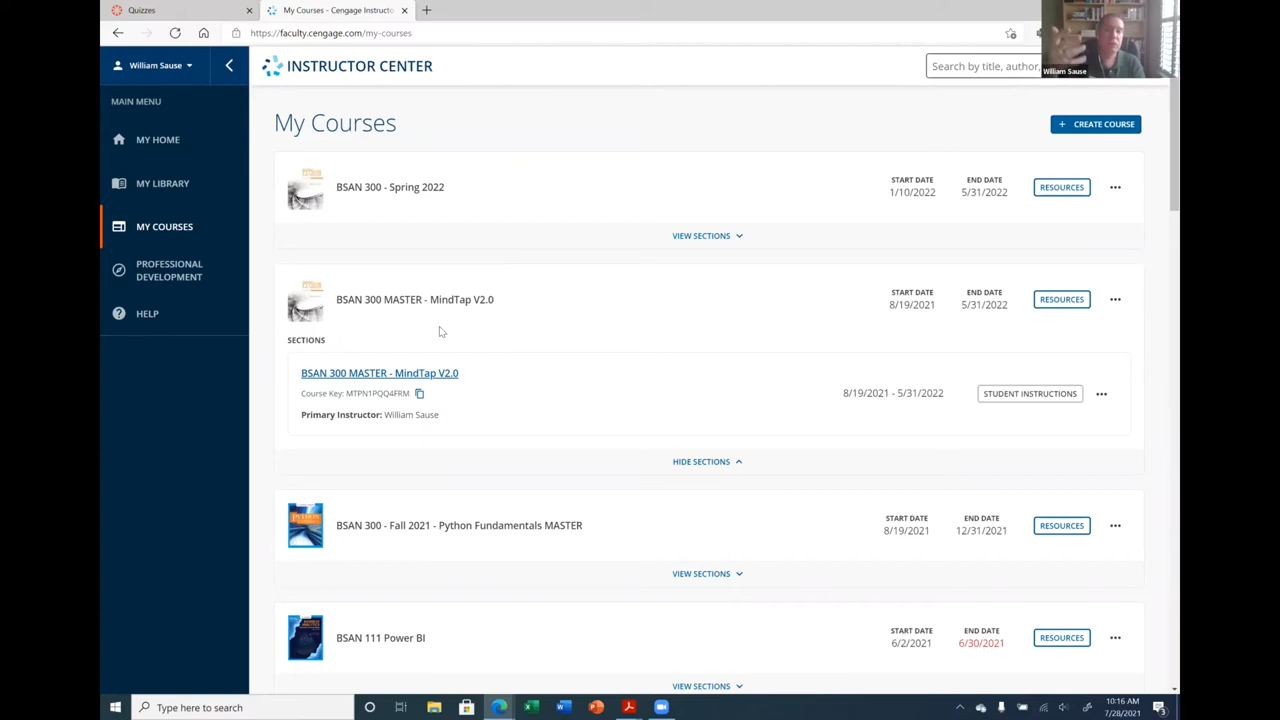 Quizzes
My Courses - Cengage Instructo
https://faculty.cengage.com/my-courses
William Sause
William Sause
INSTRUCTOR CENTER
Search by title, author,
MAIN MENU
MY HOME
MY LIBRARY
MY COURSES
PROFESSIONAL
DEVELOPMENT
HELP
My Courses
+ CREATE COURSE
BSAN 300 - Spring 2022
START DATE
1/10/2022
END DATE
5/31/2022
RESOURCES
VIEW SECTIONS
BSAN 300 MASTER - MindTap V2.0
START DATE
8/19/2021
END DATE
5/31/2022
RESOURCES
SECTIONS
BSAN 300 MASTER - MindTap V2.0
Course Key: MTPN1PQQ4FRM
Primary Instructor: William Sause
8/19/2021 - 5/31/2022
STUDENT INSTRUCTIONS
HIDE SECTIONS
PYTHON
BSAN 300 - Fall 2021 - Python Fundamentals MASTER
START DATE
8/19/2021
END DATE
12/31/2021
RESOURCES
VIEW SECTIONS
BSAN 111 Power BI
START DATE
6/2/2021
END DATE
6/30/2021
RESOURCES
VIEW SECTIONS
Type here to search
10:16 AM
7/28/2021
3